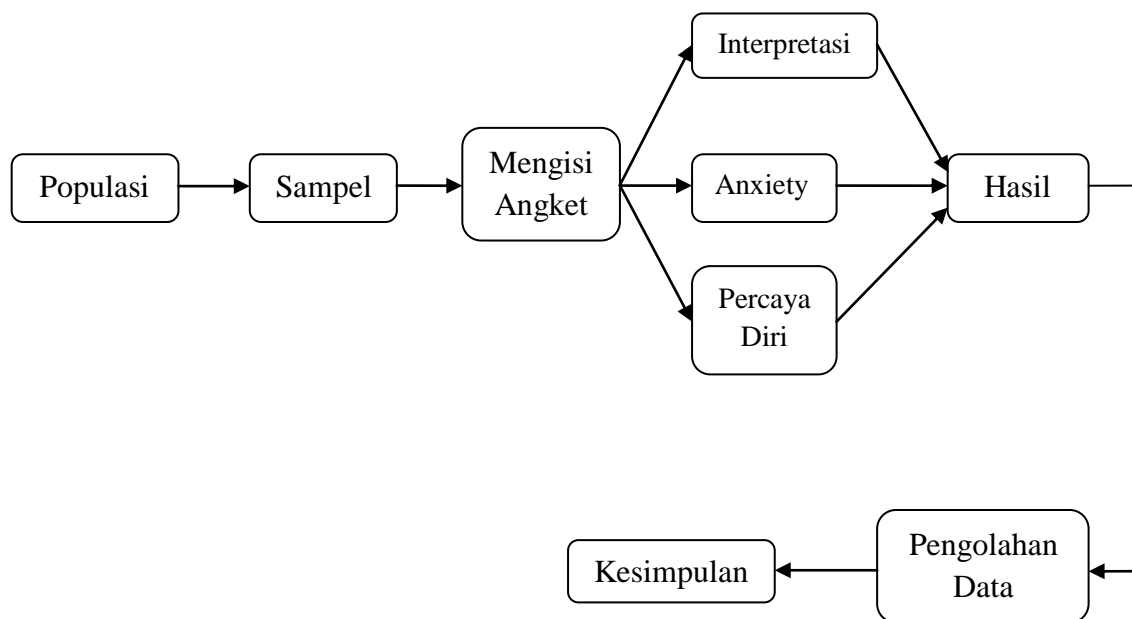 Populasi
Sampel
Mengisi
Angket
Interpretasi
Anxiety
Percaya
Diri
Hasil
Pengolahan
Data
Kesimpulan